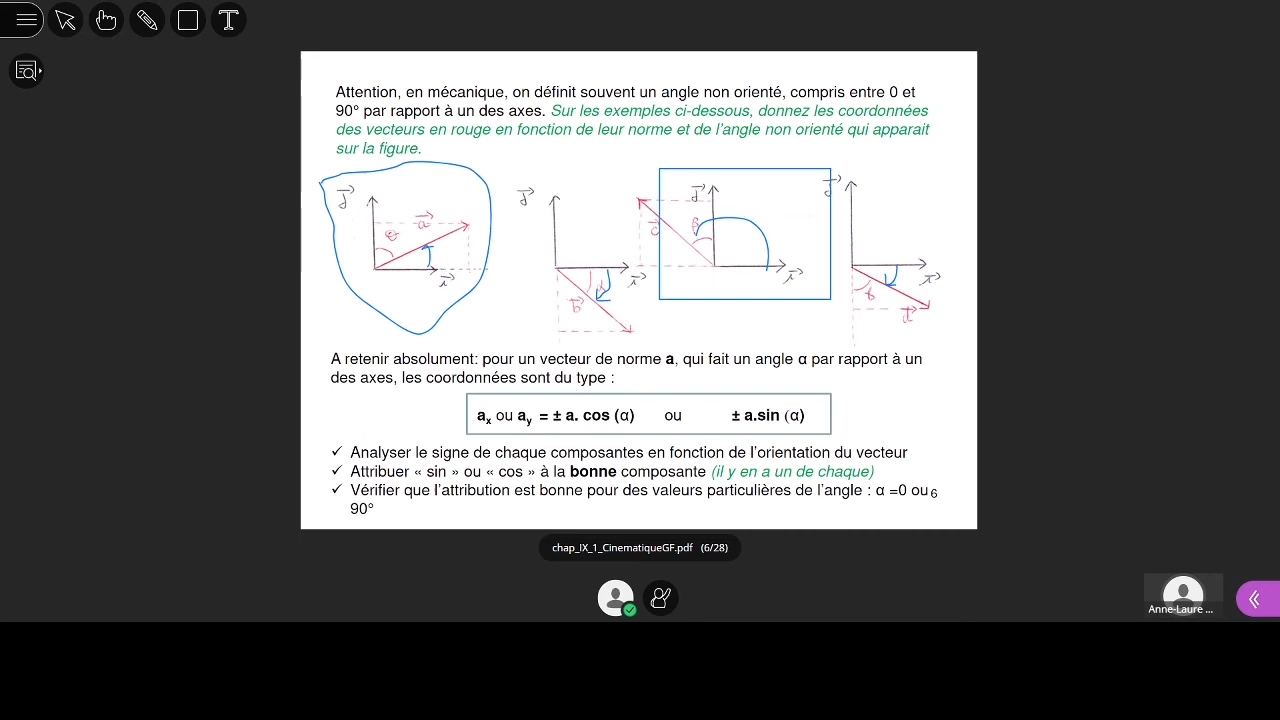 T
Attention, en mécanique, on définit souvent un angle non orienté, compris entre 0 et
90° par rapport à un des axes. Sur les exemples ci-dessous, donnez les coordonnées
des vecteurs en rouge en fonction de leur norme et de l'angle non orienté qui apparait
sur la figure.
A retenir absolument: pour un vecteur de norme a, qui fait un angle α par rapport à un
des axes, les coordonnées sont du type :
ax ou ay = ± a. cos (α) ou ± a.sin (α)
✓ Analyser le signe de chaque composantes en fonction de l'orientation du vecteur
✓ Attribuer « sin » ou « cos » à la bonne composante (il y en a un de chaque)
✓ Vérifier que l'attribution est bonne pour des valeurs particulières de l'angle : α =0 ou
90°
6
chap_IX_1_CinematiqueGF.pdf (6/28)
Anne-Laure ...